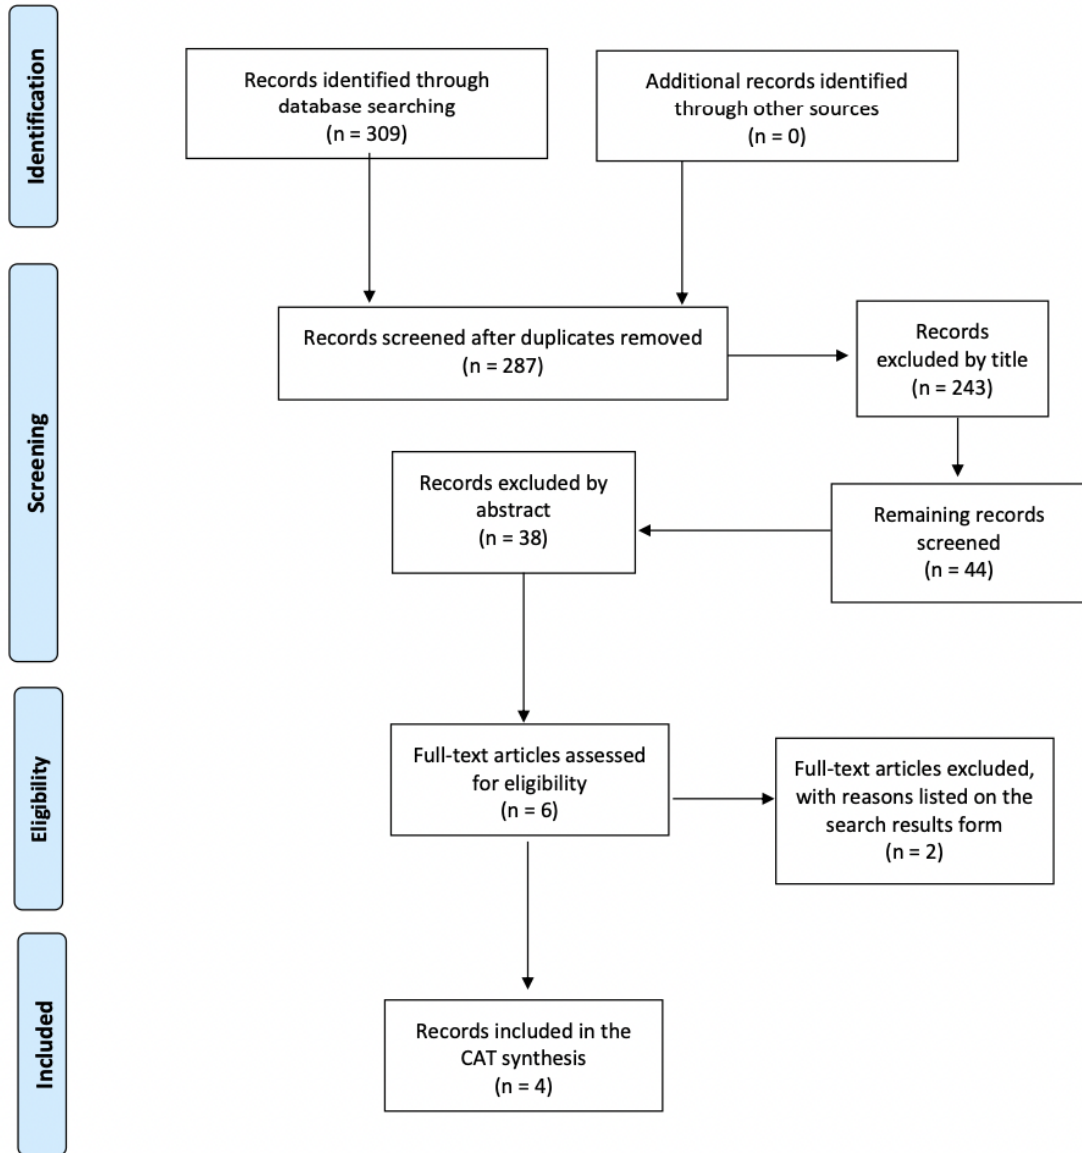 Identification
Records identified through
database searching
(n = 309)
Additional records identified
through other sources
(n = 0)
Screening
Records screened after duplicates removed
(n = 287)
Records
excluded by title
(n = 243)
Records excluded by
abstract
(n = 38)
Remaining records
screened
(n = 44)
Eligibility
Full-text articles assessed
for eligibility
(n = 6)
Full-text articles excluded,
with reasons listed on the
search results form
(n = 2)
Included
Records included in the
CAT synthesis
(n = 4)